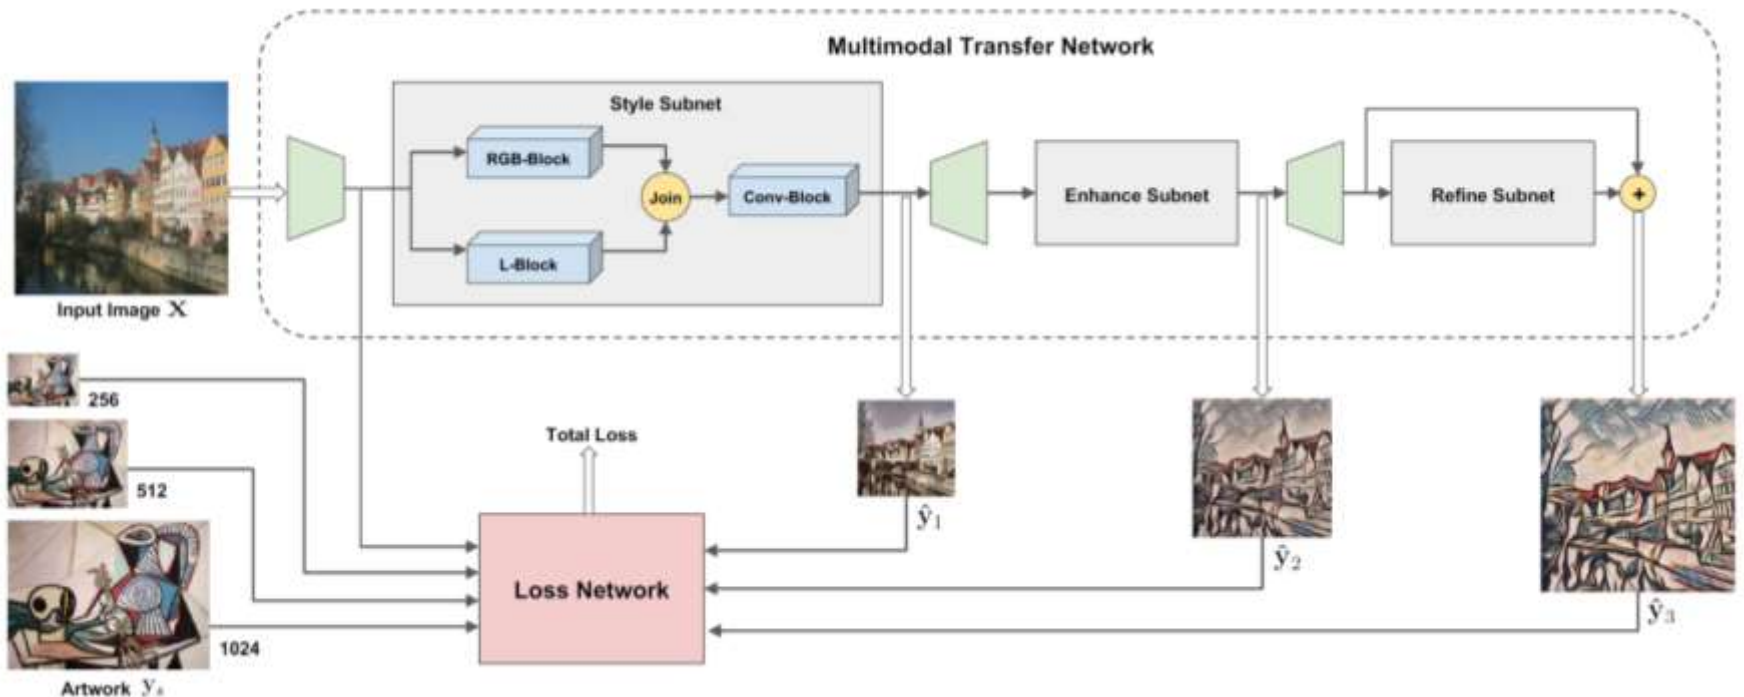 Multimodal Transfer Network
Style Subnet
RGB-Block
Join
Conv-Block
L-Block
Enhance Subnet
Refine Subnet
+
Input Image X
256
512
1024
Artwork yₛ
Total Loss
Loss Network
ŷ₁
ŷ₂
ŷ₃